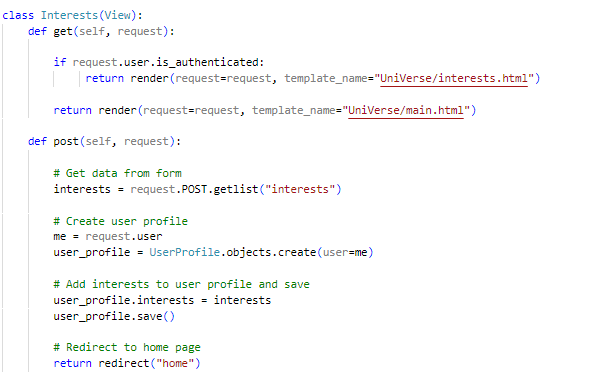 class Interests(View):
def get(self, request):
if request.user.is_authenticated:
return render(request=request, template_name="UniVerse/interests.html")
return render(request=request, template_name="UniVerse/main.html")
def post(self, request):
# Get data from form
interests = request.POST.getlist("interests")
# Create user profile
me = request.user
user_profile = UserProfile.objects.create(user=me)
# Add interests to user profile and save
user_profile.interests = interests
user_profile.save()
# Redirect to home page
return redirect("home")